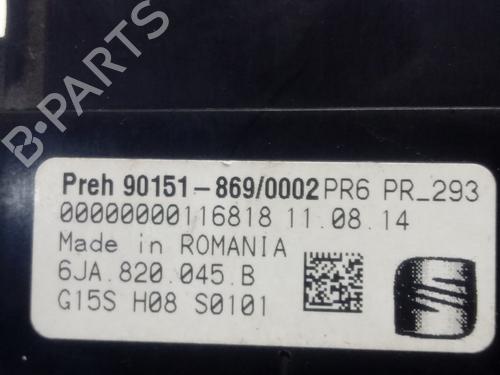 B-PARTS
Preh 90151-869/0002 PR6 PR_293
00000000116818 11.08.14
Made in ROMANIA
6JA.820.045.B
G15S H08 S0101